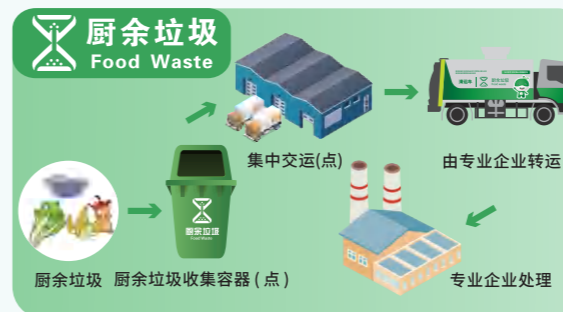 厨余垃圾
Food Waste
集中交运(点)
由专业企业转运
厨余垃圾
Food Waste
厨余垃圾
厨余垃圾收集容器(点)
专业企业处理